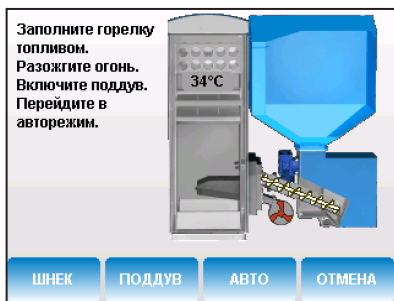 Заполните горелку
топливом.
Разожгите огонь.
Включите поддув.
Перейдите в
авторежим.
34°C
ШНЕК ПОДДУВ АВТО ОТМЕНА